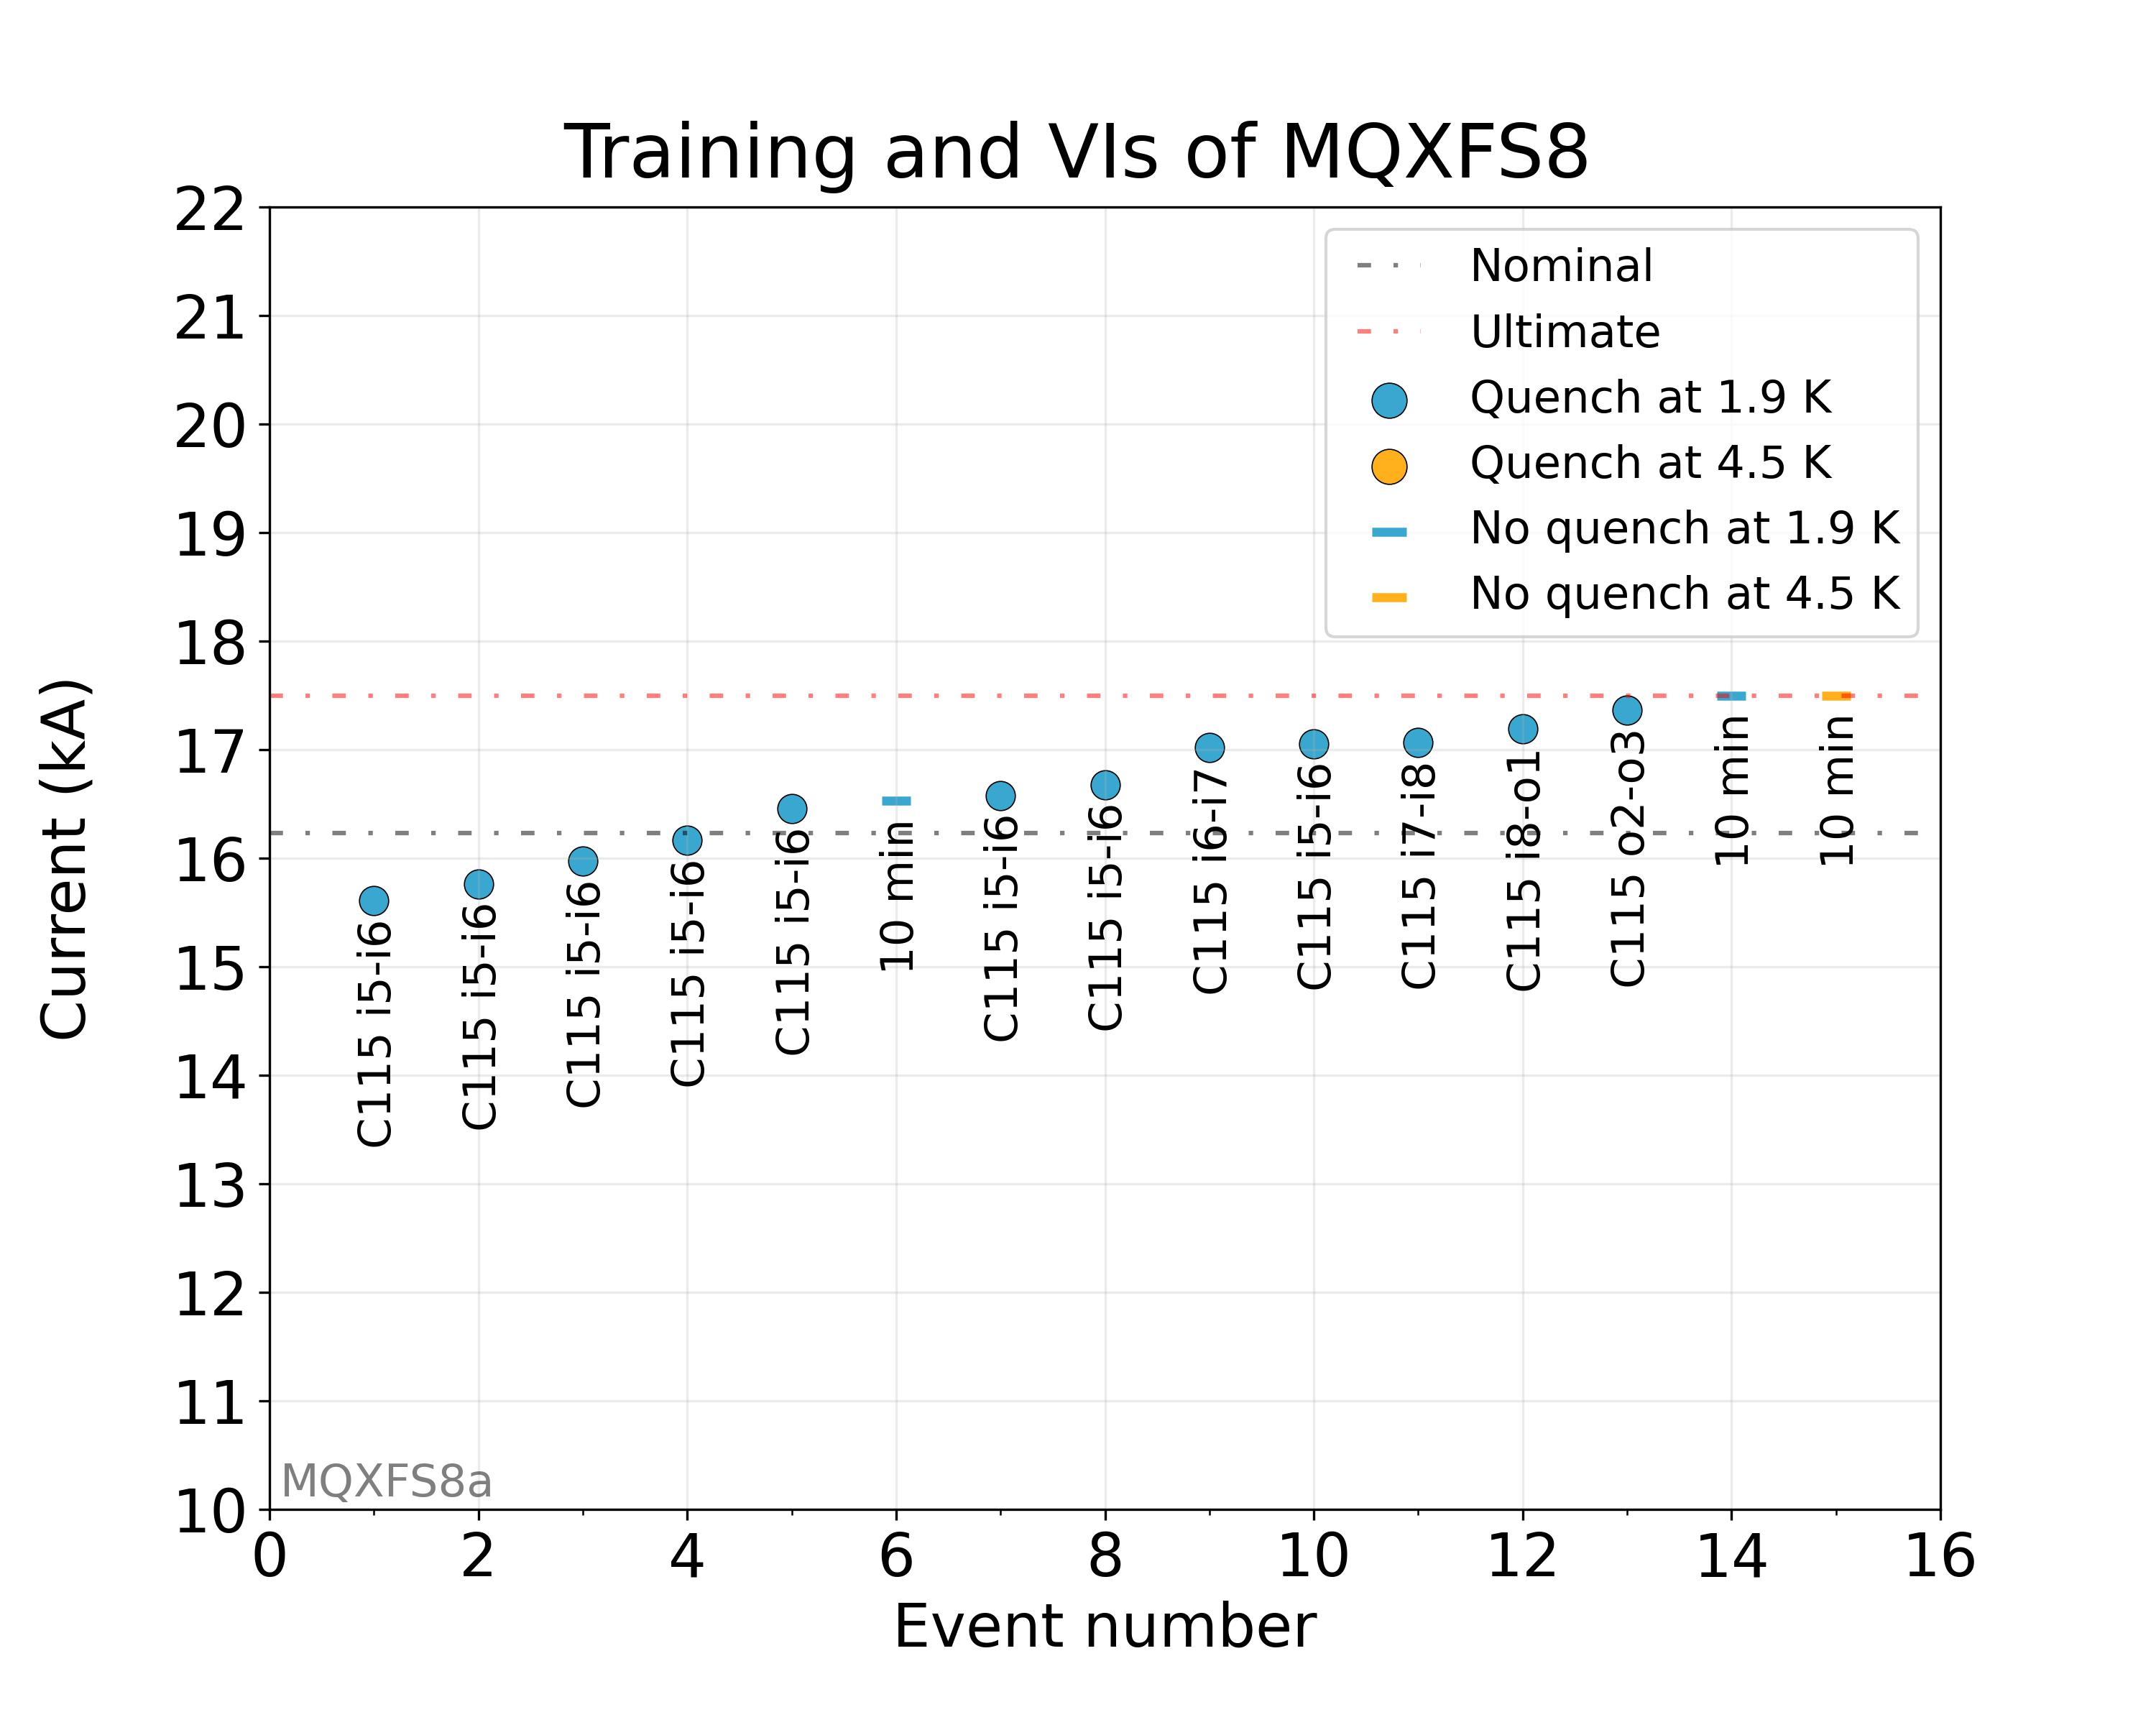 Training and VIs of MQXFS8
22
21
20
19
18
17
16
15
14
13
12
11
10
Current (kA)
Nominal
Ultimate
Quench at 1.9 K
Quench at 4.5 K
No quench at 1.9 K
No quench at 4.5 K
C115 i5-i6
C115 i5-i6
C115 i5-i6
C115 i5-i6
C115 i5-i6
10 min
C115 i5-i6
C115 i5-i6
C115 i6-i7
C115 i5-i6
C115 i7-i8
C115 i8-o1
C115 o2-o3
10 min
10 min
MQXFS8a
0 2 4 6 8 10 12 14 16
Event number